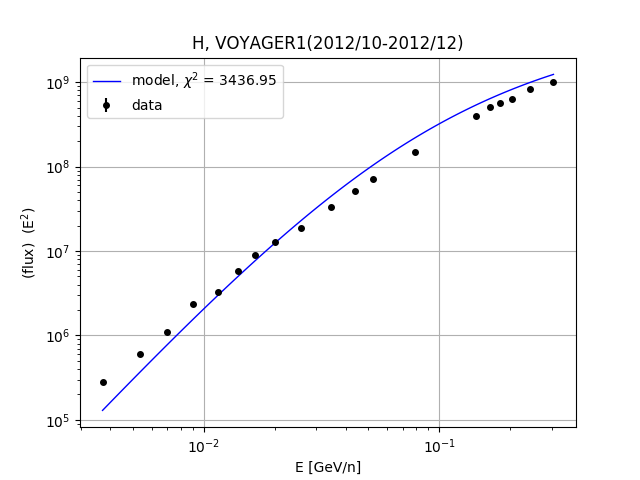 H, VOYAGER1(2012/10-2012/12)
model, χ² = 3436.95
data
10⁹
10⁸
10⁷
10⁶
10⁵
(flux) (E²)
10⁻² 10⁻¹
E [GeV/n]